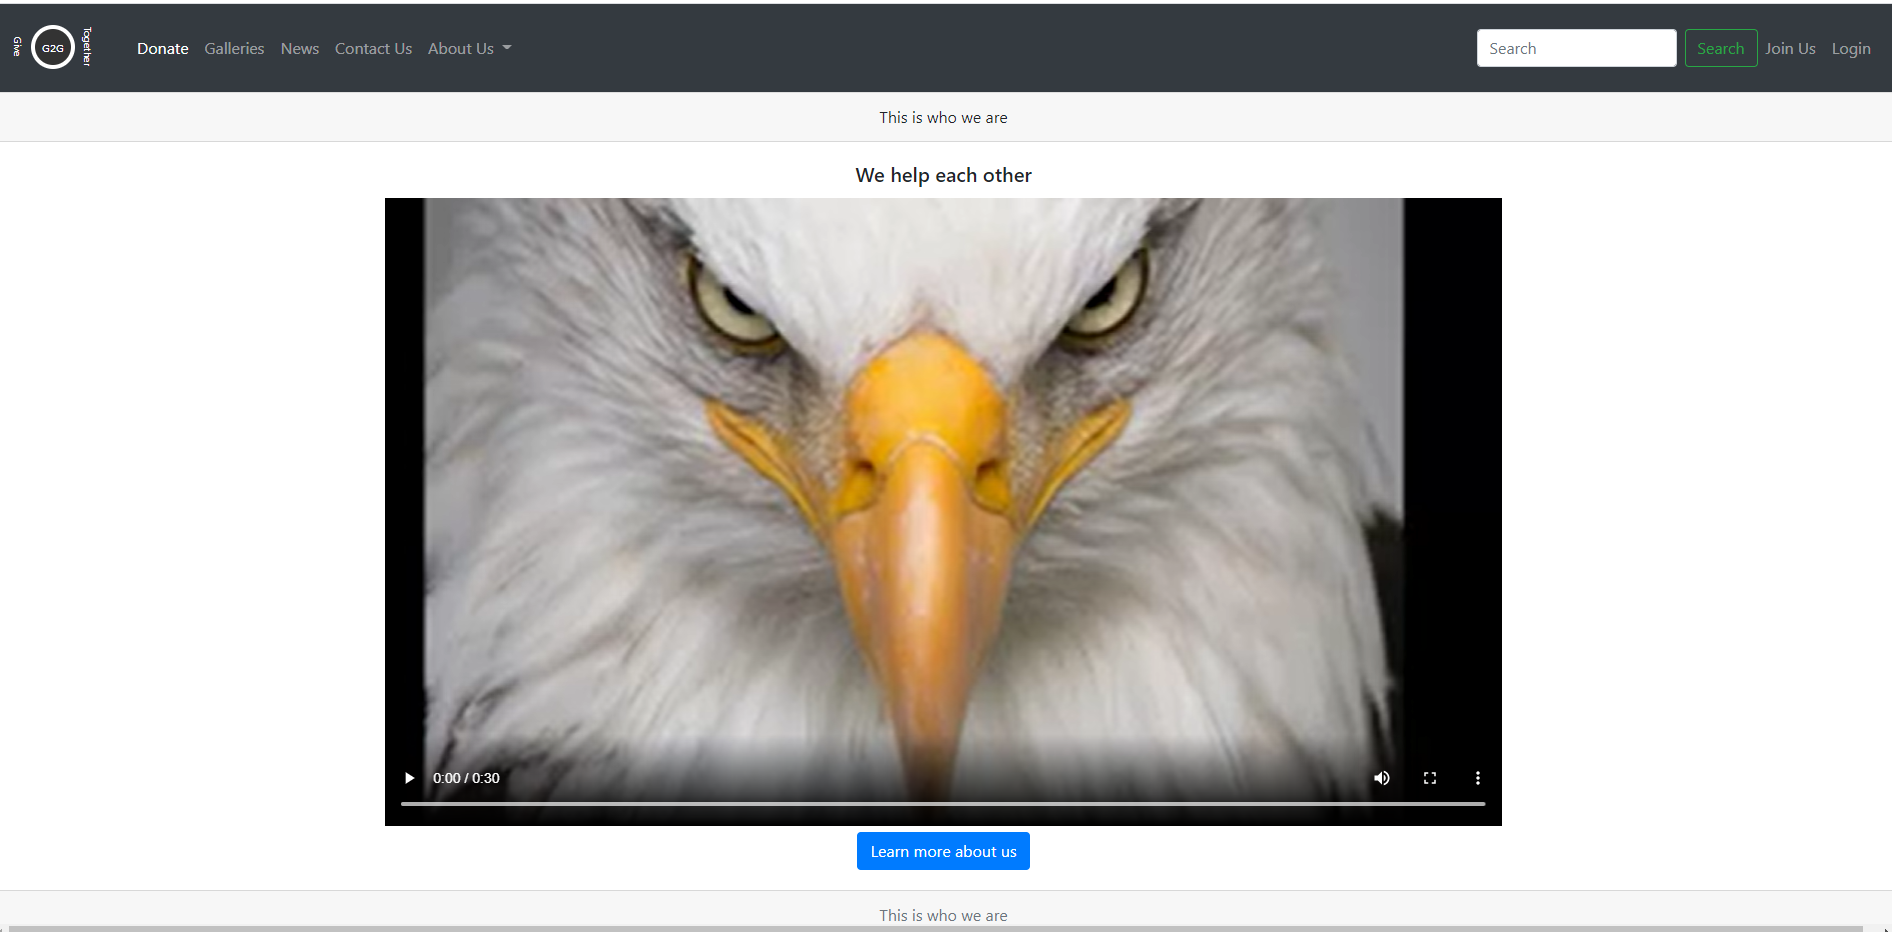 Give
G2G
Together
Donate Galleries News Contact Us About Us
Search Search Join Us Login
This is who we are
We help each other
0:00 / 0:30
Learn more about us
This is who we are